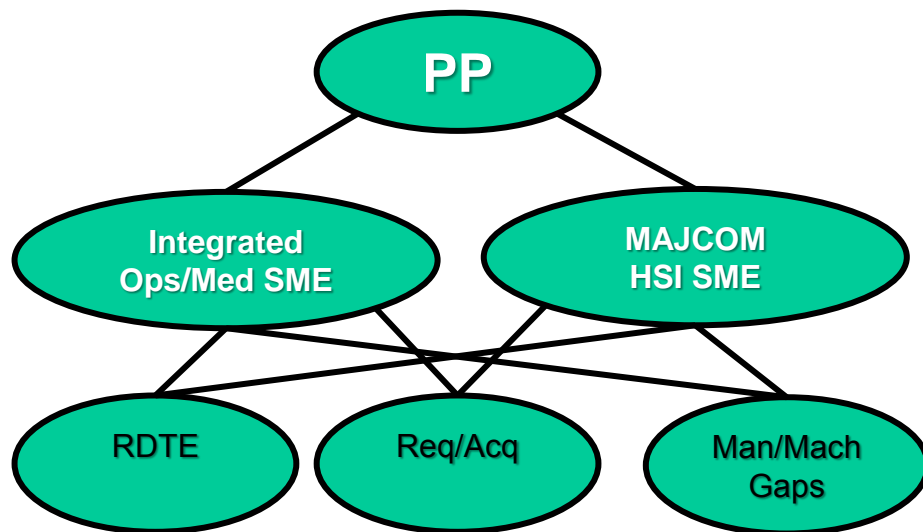 PP
Integrated
Ops/Med SME
MAJCOM
HSI SME
RDTE
Req/Acq
Man/Mach
Gaps